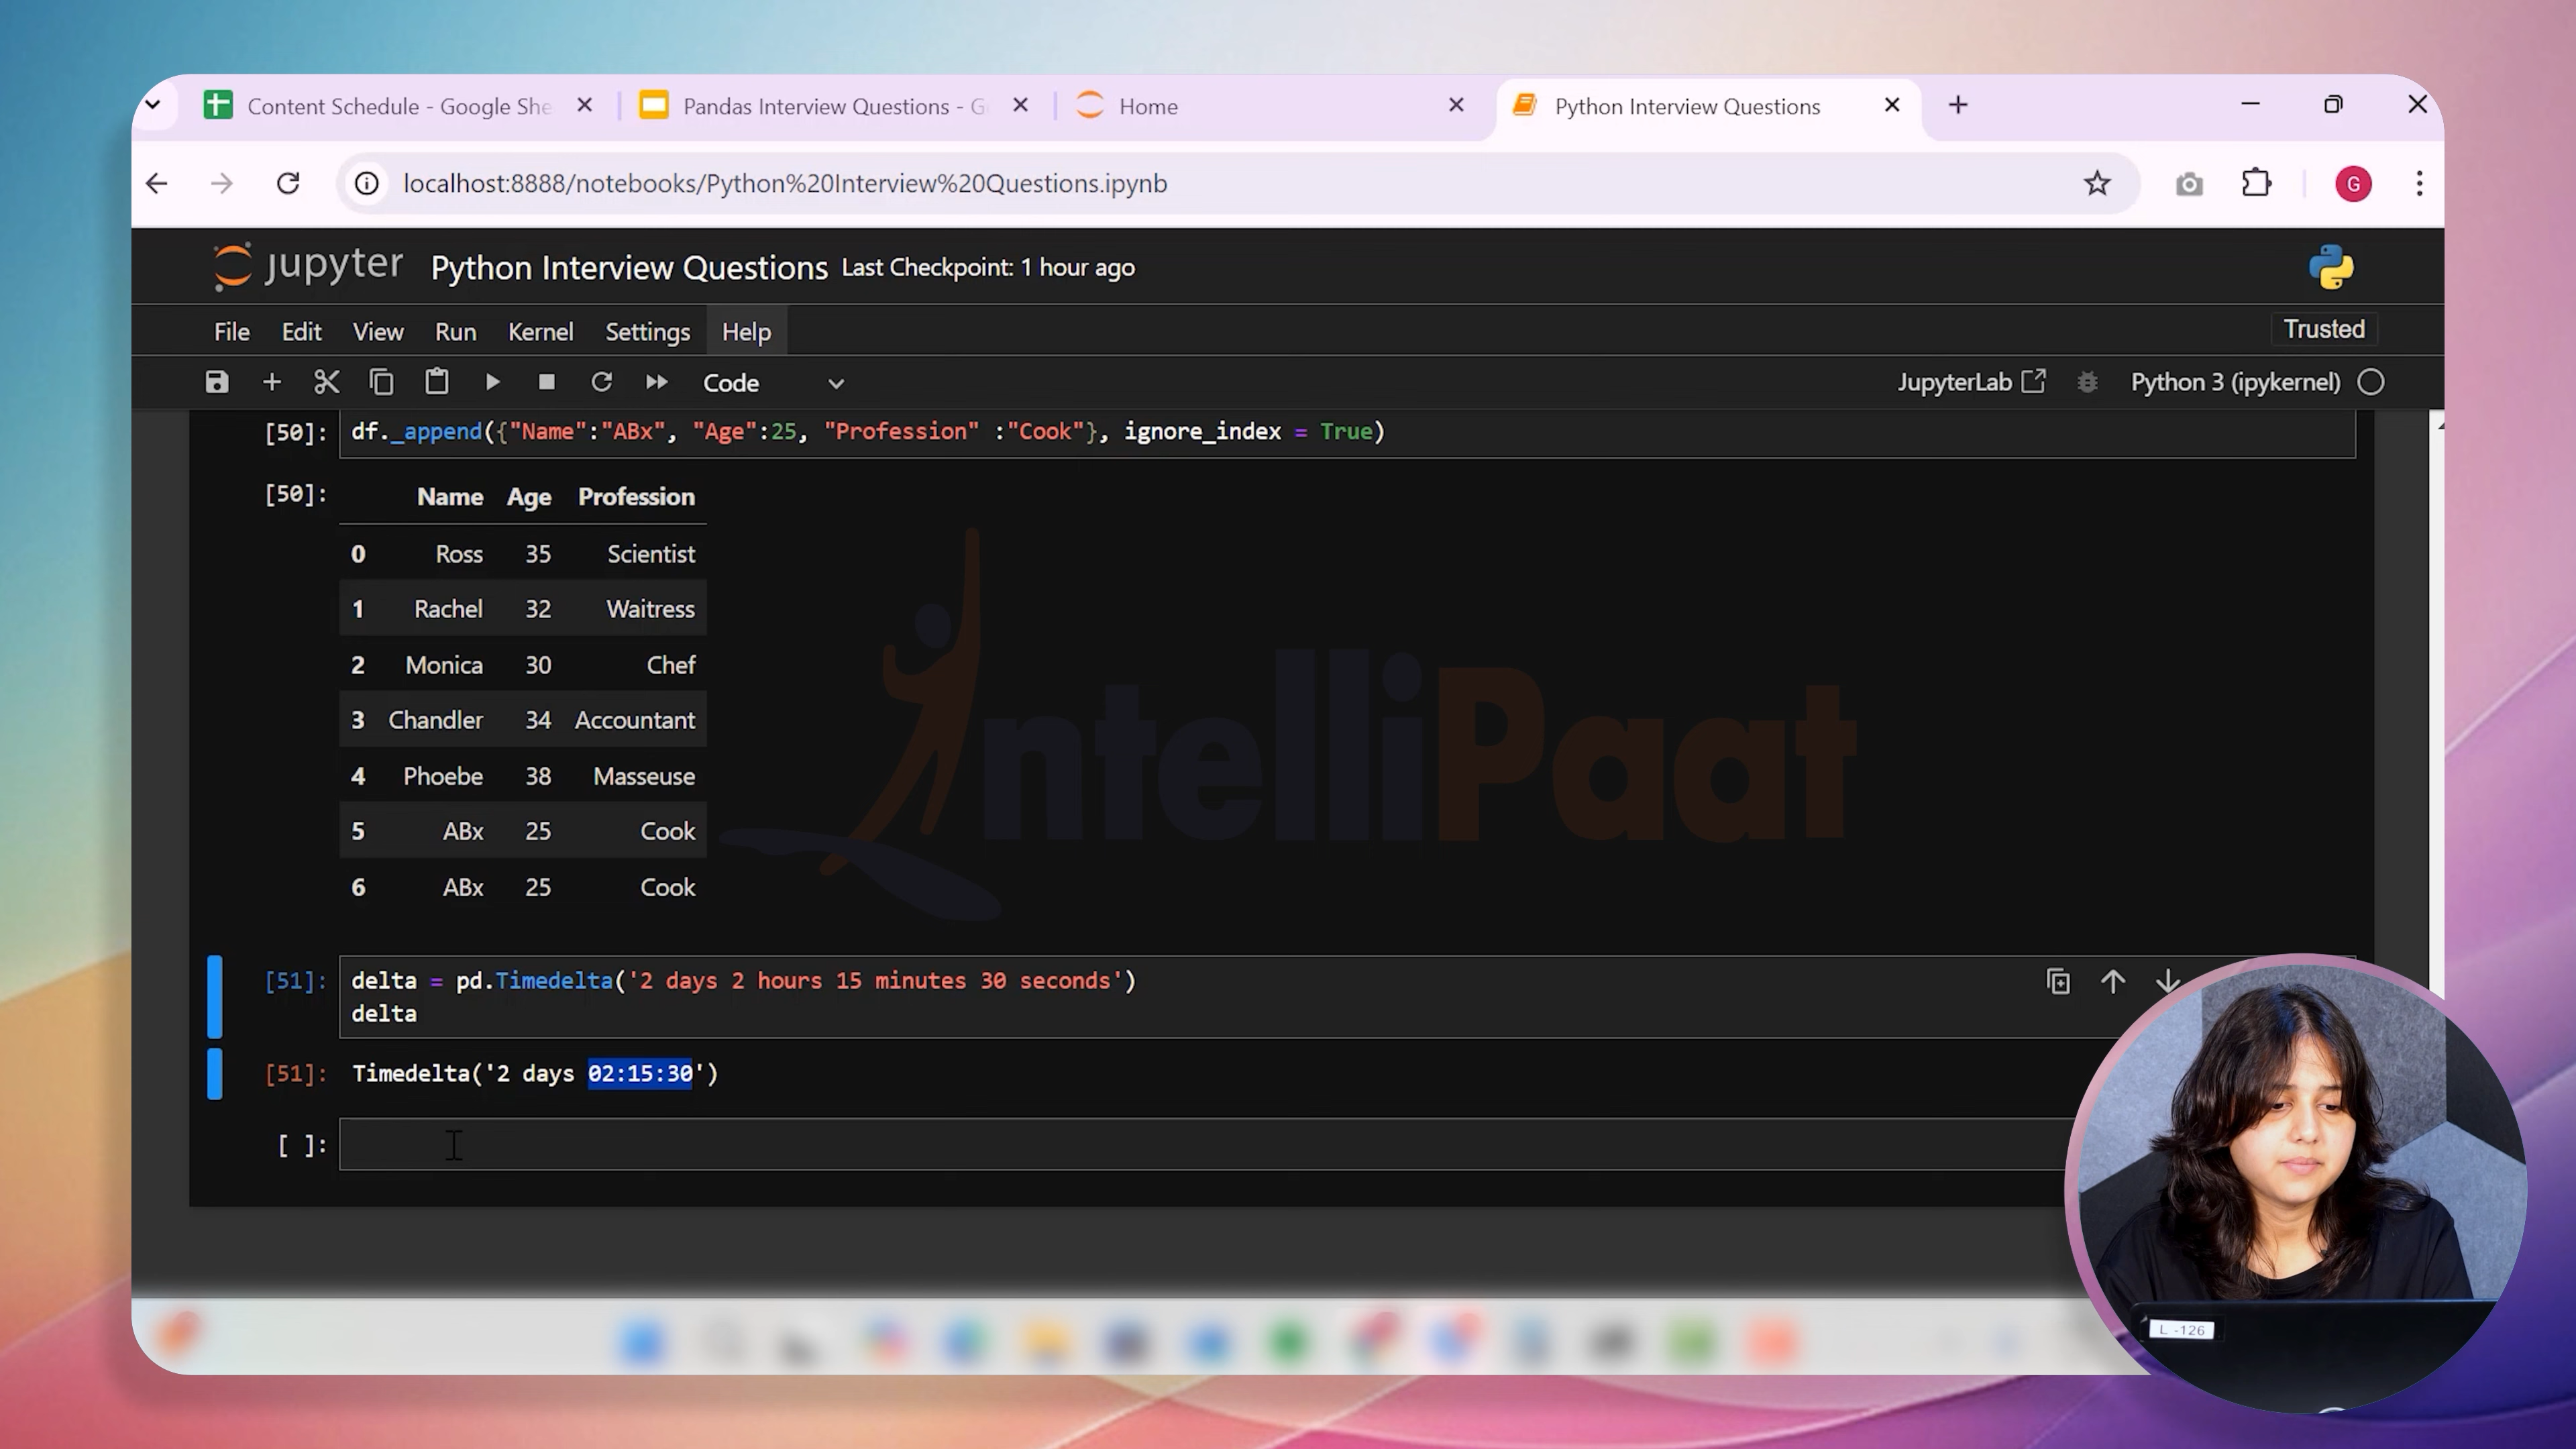 Content Schedule - Google She
Pandas Interview Questions - G
Home
Python Interview Questions
localhost:8888/notebooks/Python%20Interview%20Questions.ipynb
G
jupyter Python Interview Questions Last Checkpoint: 1 hour ago
File Edit View Run Kernel Settings Help
Trusted
Code
JupyterLab
Python 3 (ipykernel)
[50]: df._append({"Name":"ABx", "Age":25, "Profession" :"Cook"}, ignore_index = True)
[50]: Name Age Profession
0 Ross 35 Scientist
1 Rachel 32 Waitress
2 Monica 30 Chef
3 Chandler 34 Accountant
4 Phoebe 38 Masseuse
5 ABx 25 Cook
6 ABx 25 Cook
IntelliPaat
[51]: delta = pd.Timedelta('2 days 2 hours 15 minutes 30 seconds')
delta
[51]: Timedelta('2 days 02:15:30')
[ ]:
L -126